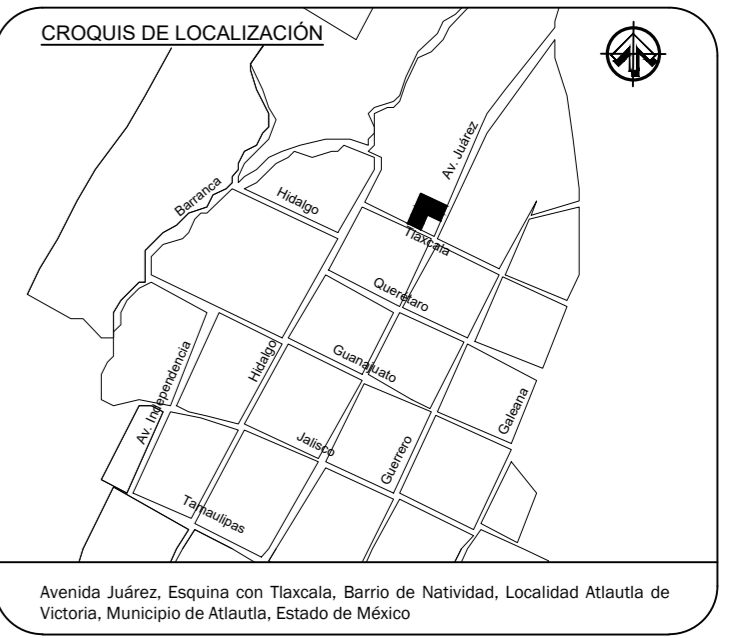 CROQUIS DE LOCALIZACIÓN
Av. Juárez
Barranca
Hidalgo
Tlaxcala
Querétaro
Guanajuato
Hidalgo
Av. Independencia
Galeana
Jalisco
Guerrero
Tamaulipas
Avenida Juárez, Esquina con Tlaxcala, Barrio de Natividad, Localidad Atlautla de
Victoria, Municipio de Atlautla, Estado de México